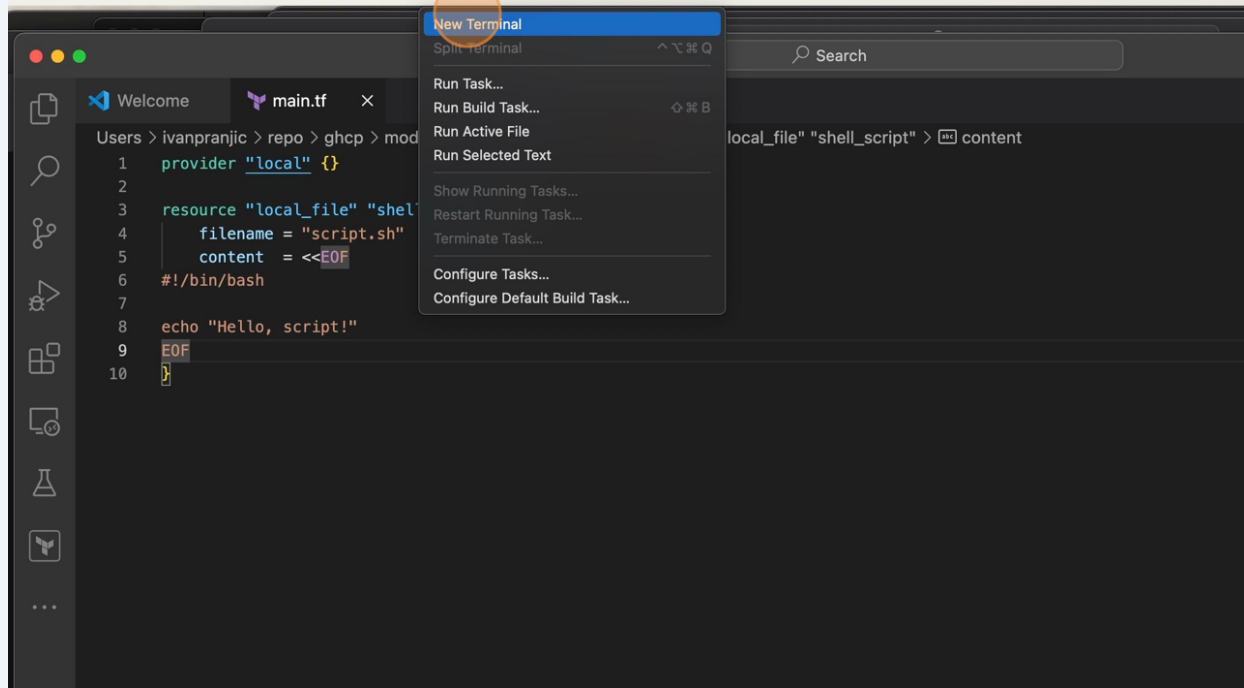 New Terminal
Split Terminal ^⌥⌘Q
Search
Run Task...
Run Build Task... ⇧⌘B
Run Active File
Run Selected Text
Show Running Tasks...
Restart Running Task...
Terminate Task...
Configure Tasks...
Configure Default Build Task...
Welcome main.tf ×
Users > ivanpranjic > repo > ghcp > mod local_file" "shell_script" > abc content
1 provider "local" {}
2
3 resource "local_file" "shel
4 filename = "script.sh"
5 content = <<EOF
6 #!/bin/bash
7
8 echo "Hello, script!"
9 EOF
10 }